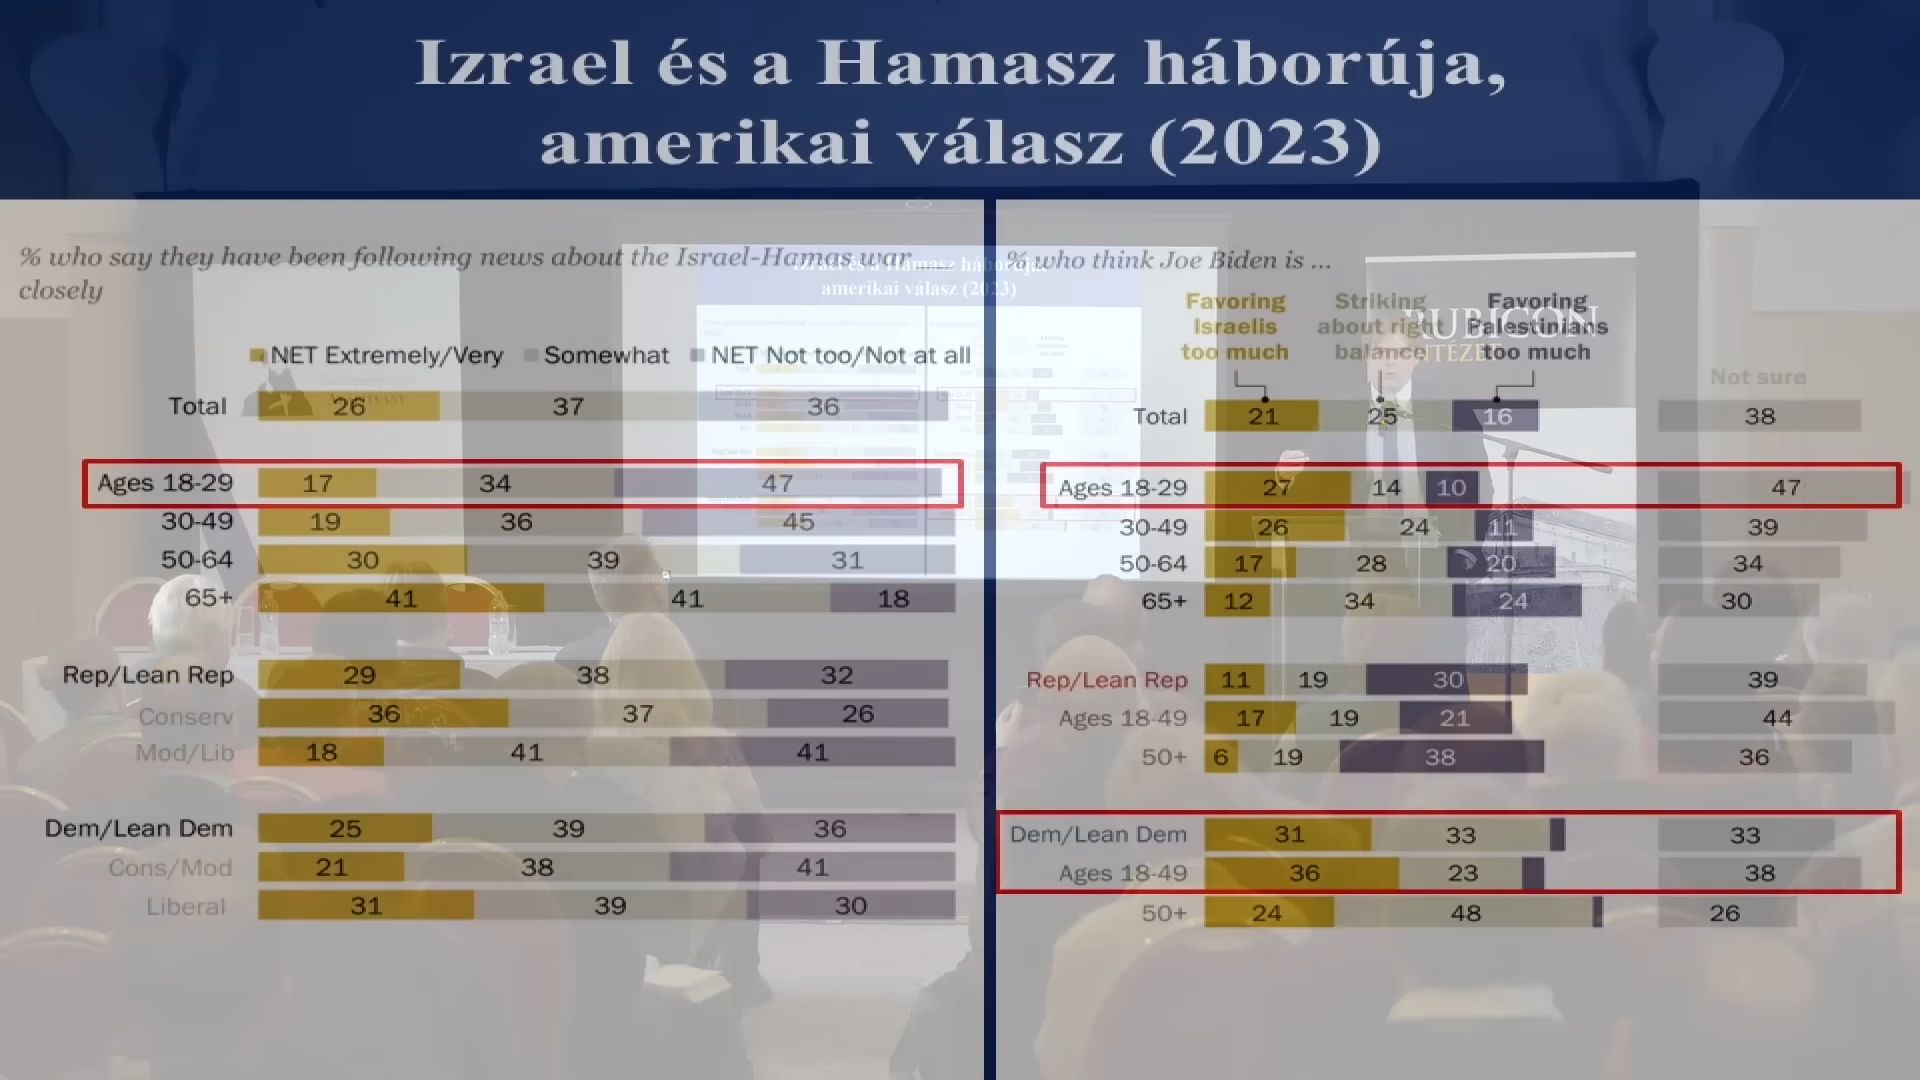 Izrael és a Hamasz háborúja,
amerikai válasz (2023)
% who say they have been following news about the Israel-Hamas war
closely
NET Extremely/Very Somewhat NET Not too/Not at all
Total 26 37 36
Ages 18-29 17 34 47
30-49 19 36 45
50-64 30 39 31
65+ 41 41 18
Rep/Lean Rep 29 38 32
Conserv 36 37 26
Mod/Lib 18 41 41
Dem/Lean Dem 25 39 36
Cons/Mod 21 38 41
Liberal 31 39 30
% who think Joe Biden is ...
Favoring Israelis too much
Striking about right balance
Favoring Palestinians too much
Not sure
Total 21 25 16 38
Ages 18-29 27 14 10 47
30-49 26 24 11 39
50-64 17 28 20 34
65+ 12 34 24 30
Rep/Lean Rep 11 19 30 39
Ages 18-49 17 19 21 44
50+ 6 19 38 36
Dem/Lean Dem 31 33 33
Ages 18-49 36 23 38
50+ 24 48 26
amerikai válasz (2023)
RUBICON
INTÉZET